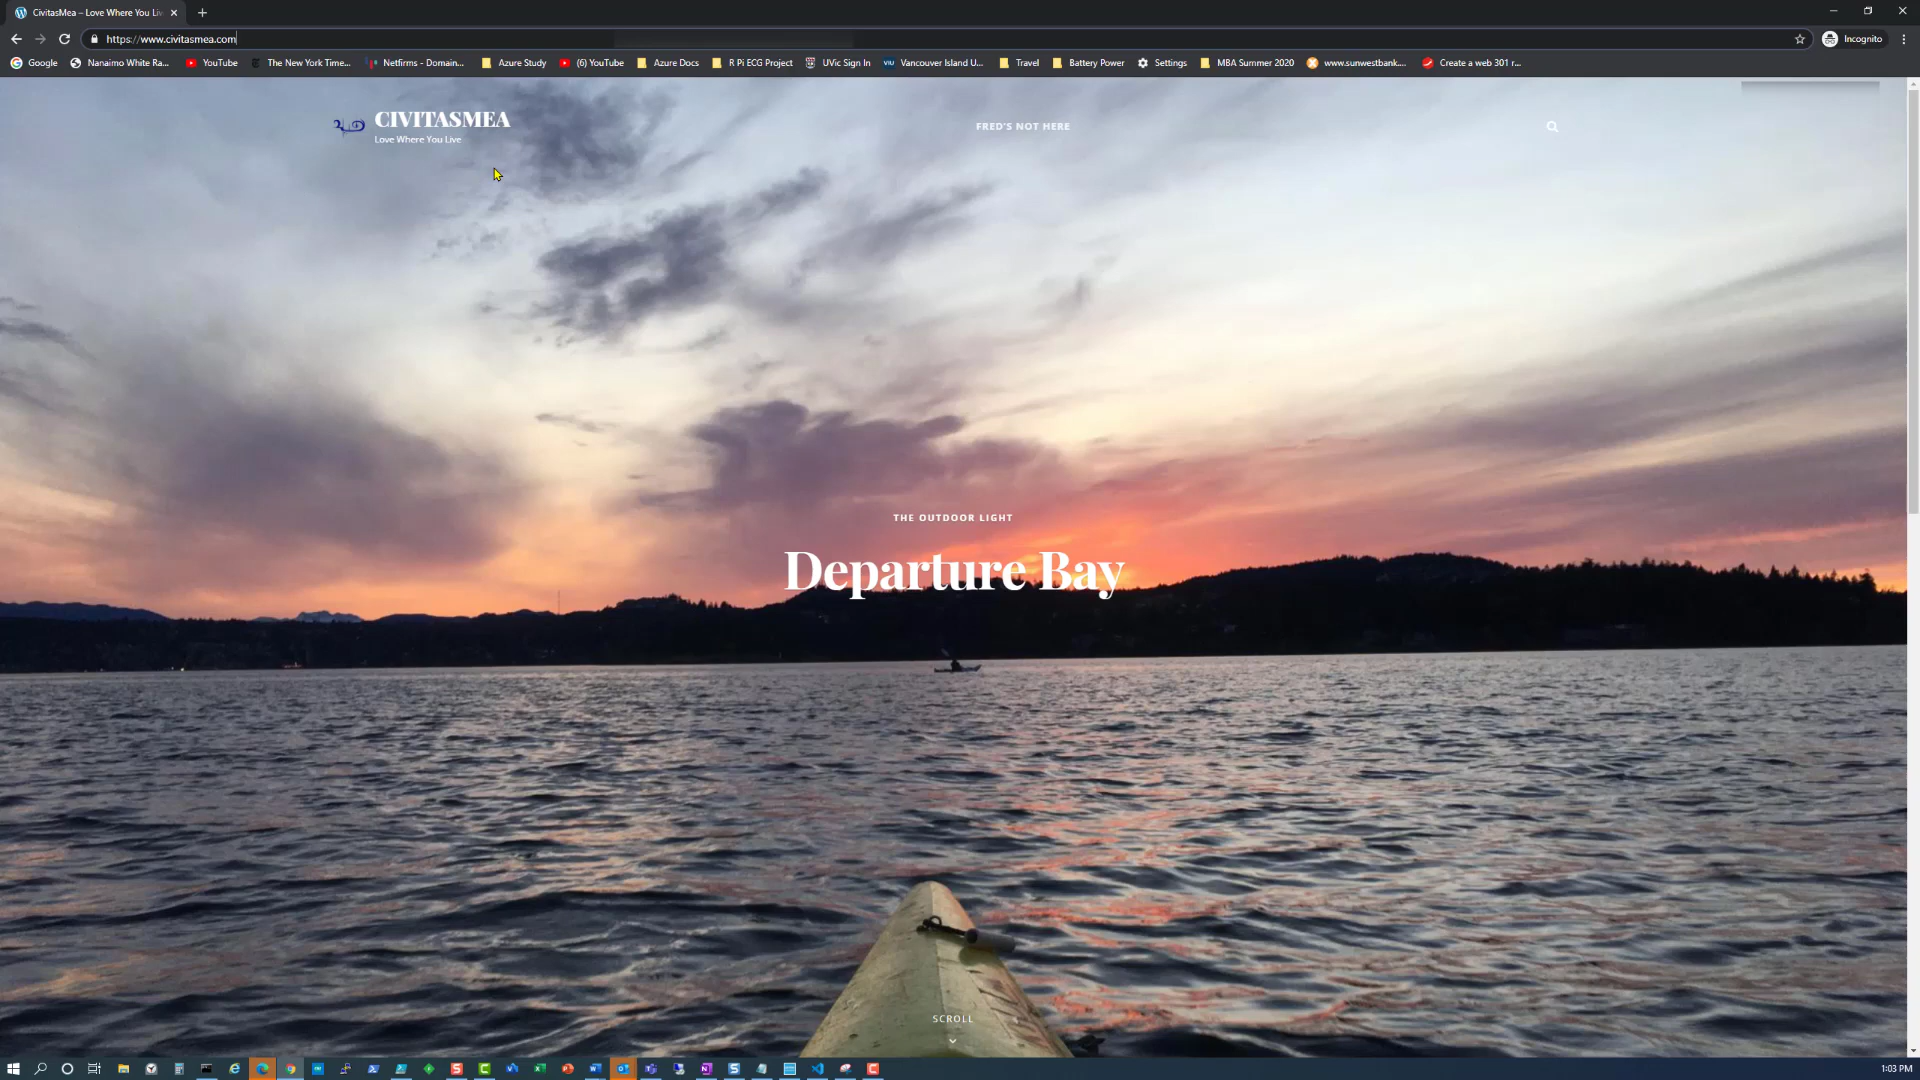 CivitasMea – Love Where You Liv
https://www.civitasmea.com
Incognito
Google
Nanaimo White Ra...
YouTube
The New York Time...
Netfirms - Domain...
Azure Study
(6) YouTube
Azure Docs
R Pi ECG Project
UVic Sign In
VIU
Vancouver Island U...
Travel
Battery Power
Settings
MBA Summer 2020
www.sunwestbank....
Create a web 301 r...
CIVITASMEA
Love Where You Live
FRED'S NOT HERE
THE OUTDOOR LIGHT
Departure Bay
SCROLL
1:03 PM